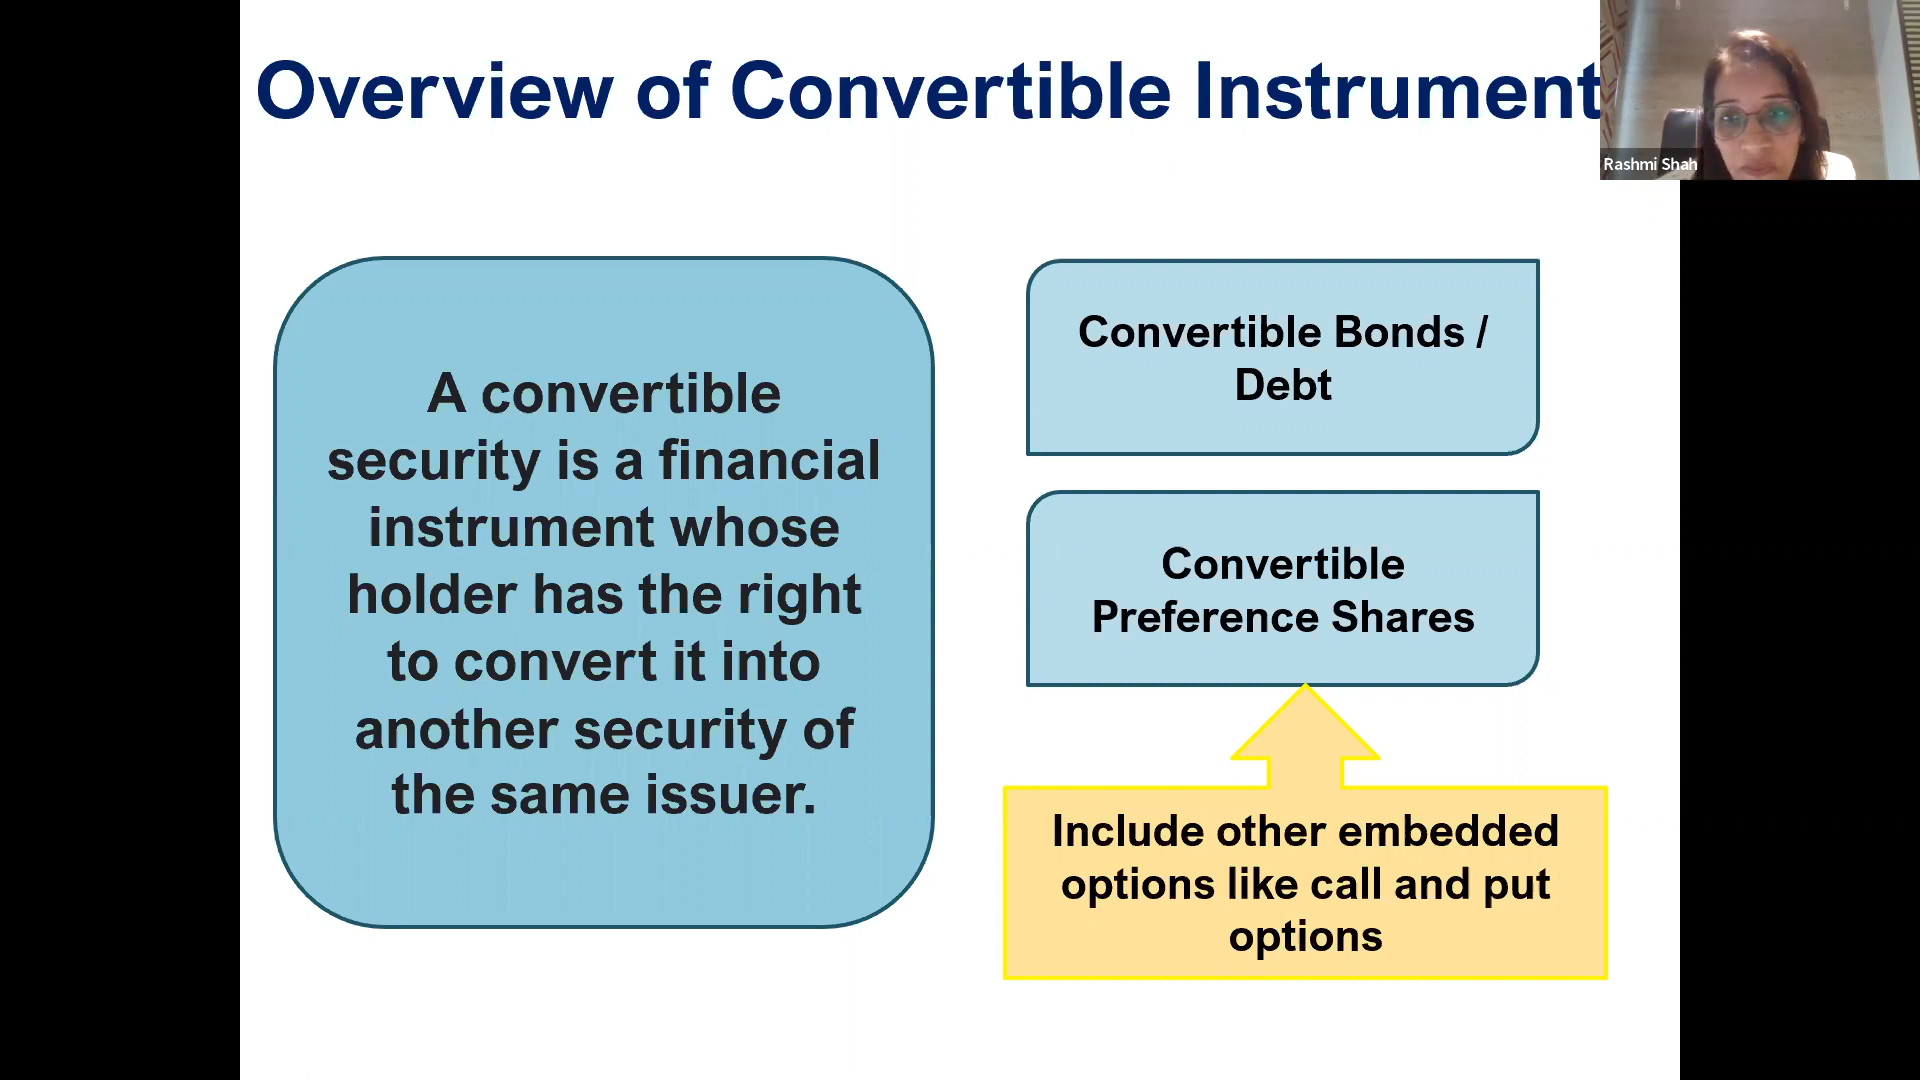 Overview of Convertible Instrument
Rashmi Shah
A convertible
security is a financial
instrument whose
holder has the right
to convert it into
another security of
the same issuer.
Convertible Bonds /
Debt
Convertible
Preference Shares
Include other embedded
options like call and put
options